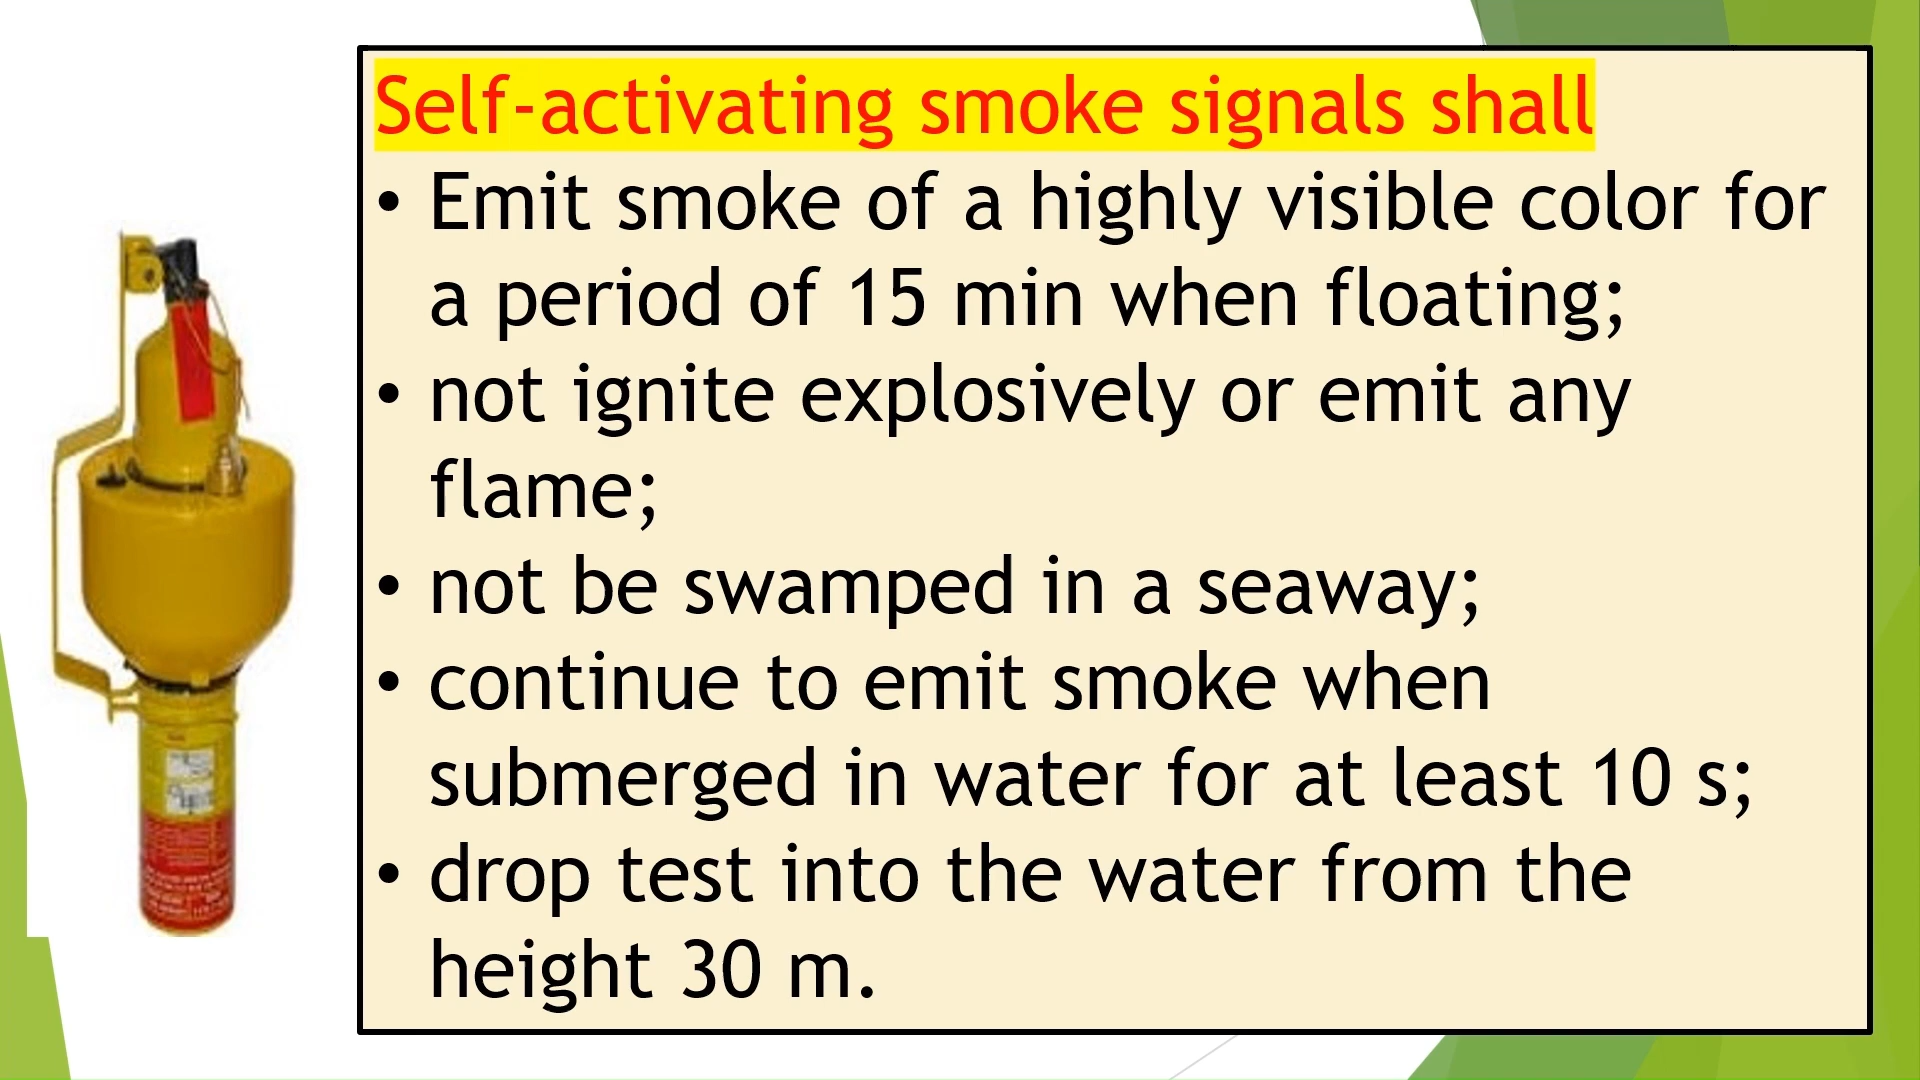 Self-activating smoke signals shall
• Emit smoke of a highly visible color for
a period of 15 min when floating;
• not ignite explosively or emit any
flame;
• not be swamped in a seaway;
• continue to emit smoke when
submerged in water for at least 10 s;
• drop test into the water from the
height 30 m.